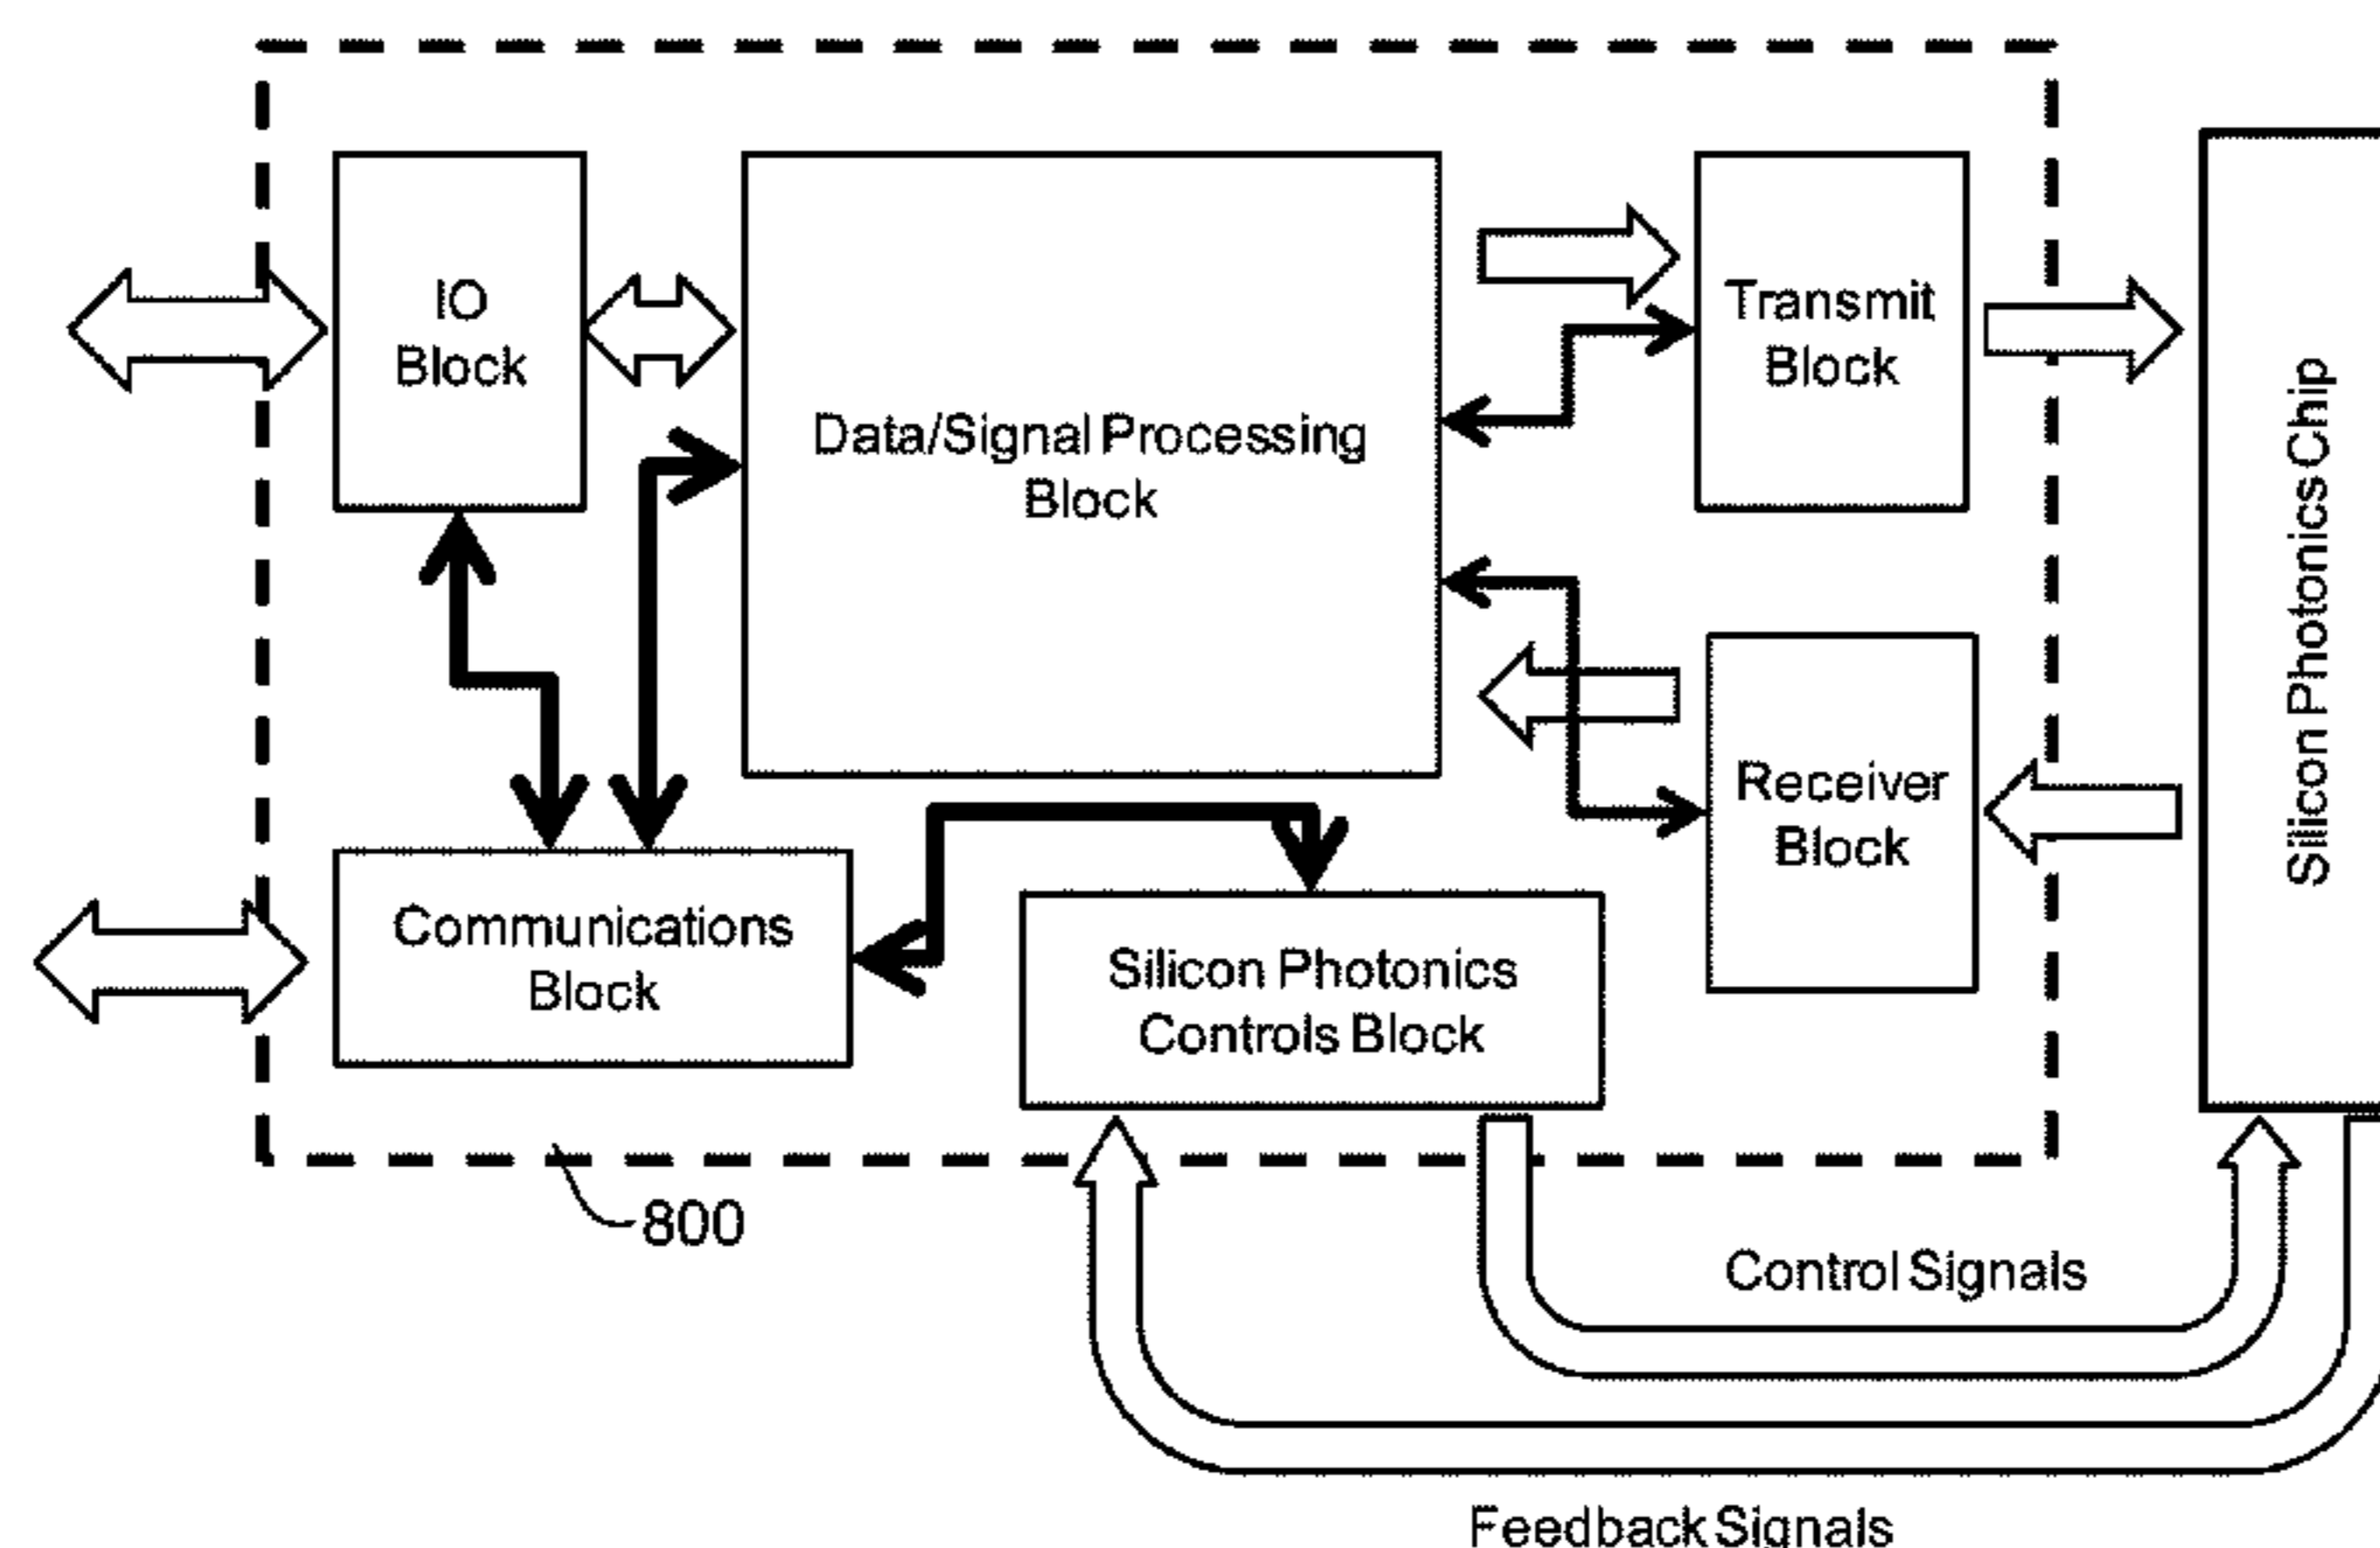 IO
Block
Data/Signal Processing
Block
Transmit
Block
Silicon Photonics Chip
Receiver
Block
Communications
Block
Silicon Photonics
Controls Block
800
Control Signals
Feedback Signals